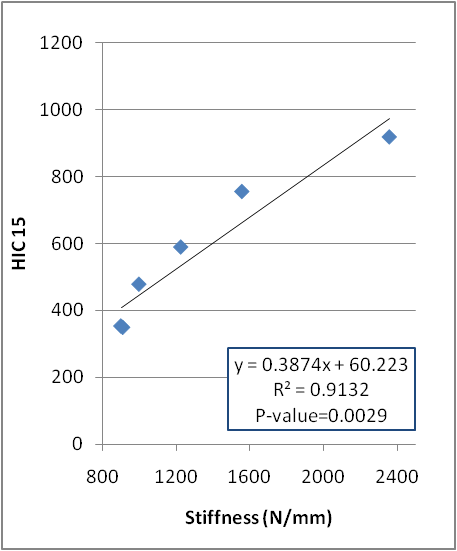 1200
1000
800
600
400
200
0
HIC 15
y = 0.3874x + 60.223
R² = 0.9132
P-value=0.0029
800 1200 1600 2000 2400
Stiffness (N/mm)